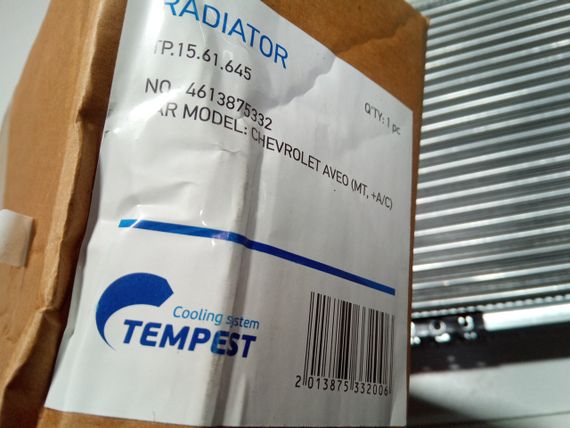 RADIATOR
TP.15.61.645
Q'TY: 1 pc
NO. 4613875332
CAR MODEL: CHEVROLET AVEO (MT, +A/C)
Cooling system
TEMPEST
2 013875 332006